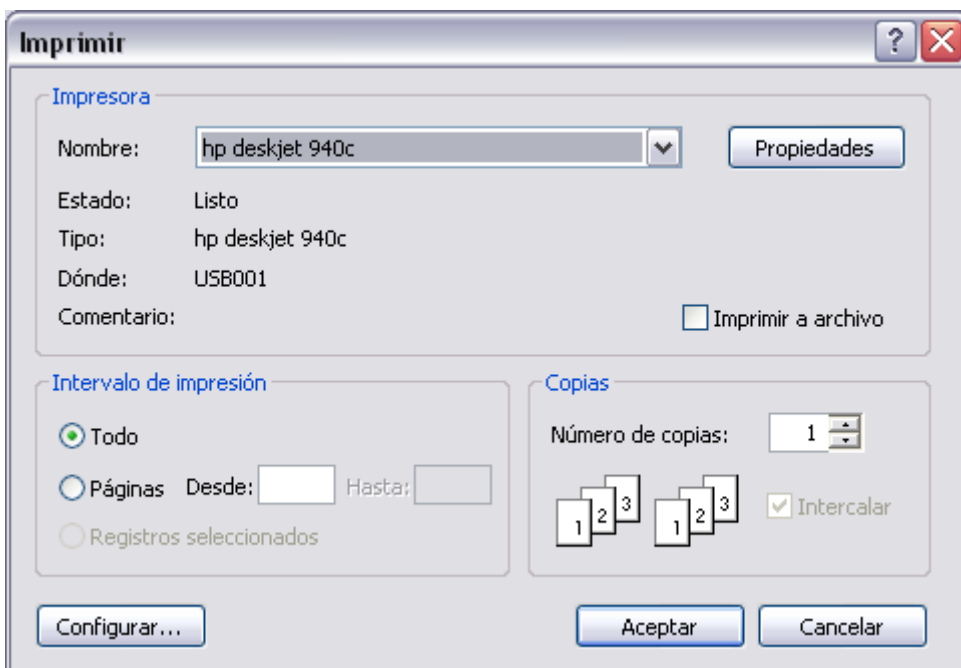 Imprimir
Impresora
Nombre: hp deskjet 940c Propiedades
Estado: Listo
Tipo: hp deskjet 940c
Dónde: USB001
Comentario: Imprimir a archivo
Intervalo de impresión Copias
Todo Número de copias: 1
Páginas Desde: Hasta: 1 2 3 1 2 3 Intercalar
Registros seleccionados
Configurar... Aceptar Cancelar